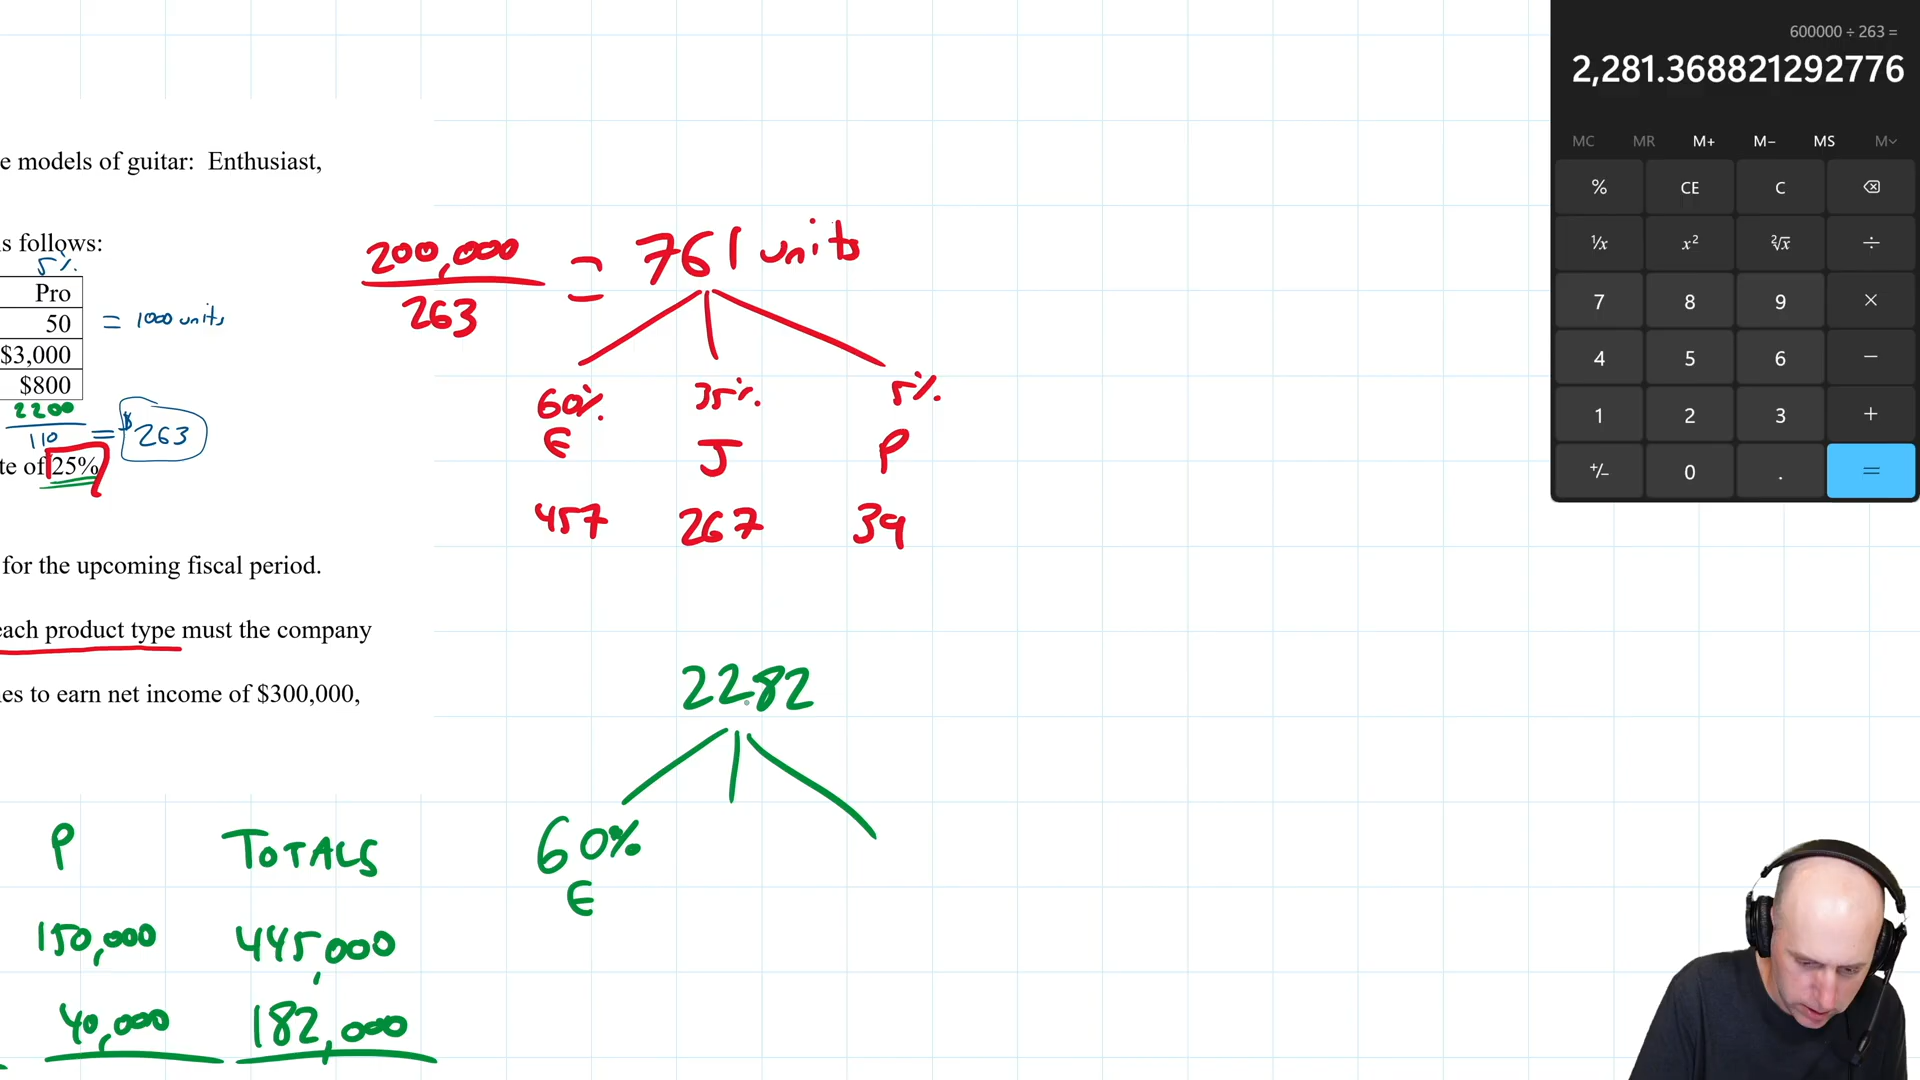 e models of guitar: Enthusiast,
s follows:
5%
Pro
50
= 1000 units
$3,000
$800
2200
110
= $263
te of 25%
for the upcoming fiscal period.
each product type must the company
es to earn net income of $300,000,
200,000
263
= 761 units
60% 35% 5%
E J P
457 267 39
2282
60%
E
P TOTALS
150,000 445,000
40,000 182,000
600000 ÷ 263 =
2,281.368821292776
MC MR M+ M− MS M˅
% CE C ⌫
¹/x x² ²√x ÷
7 8 9 ×
4 5 6 −
1 2 3 +
+/− 0 . =